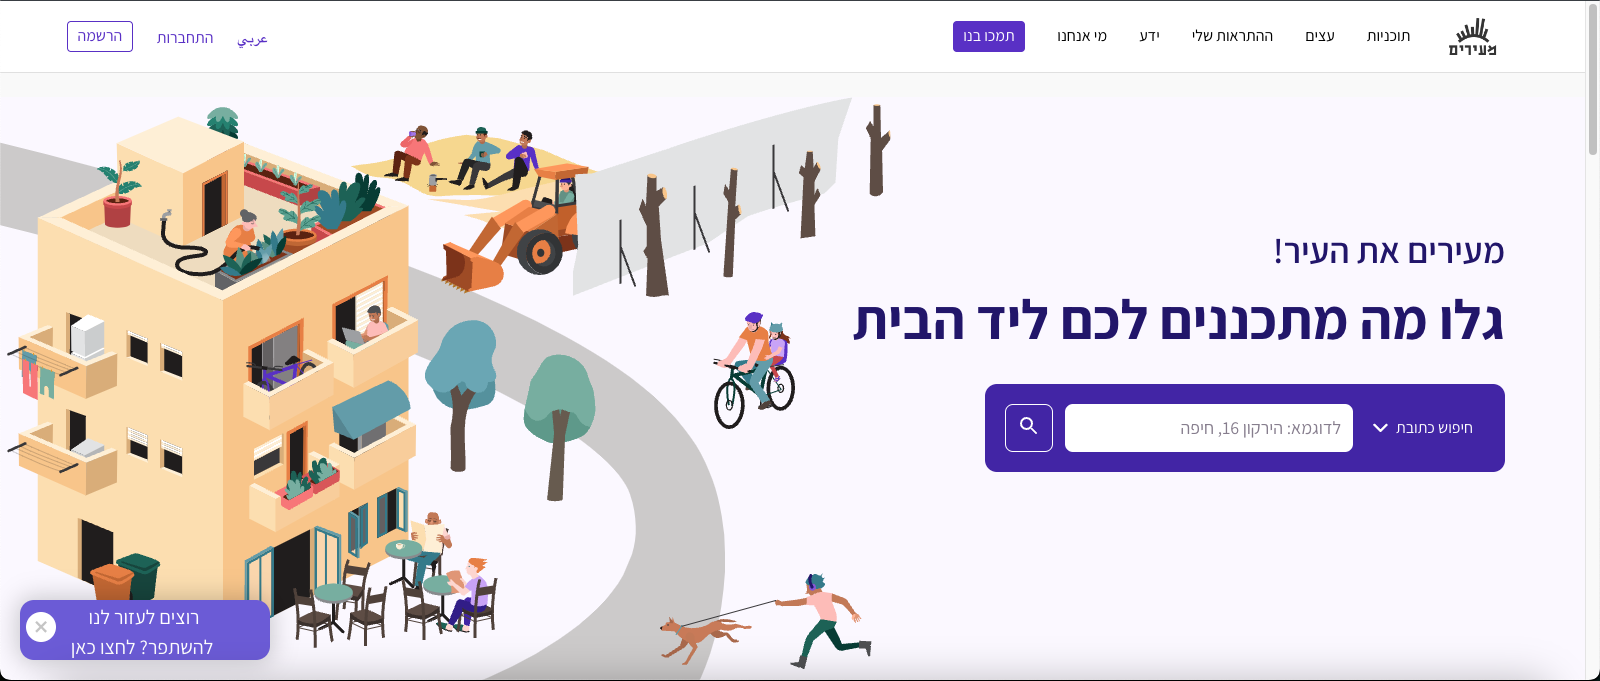 מעירים
תוכניות
עצים
ההתראות שלי
ידע
מי אנחנו
תמכו בנו
عربي
התחברות
הרשמה
מעירים את העיר!
גלו מה מתכננים לכם ליד הבית
חיפוש כתובת
לדוגמא: הירקון 16, חיפה
רוצים לעזור לנו
להשתפר? לחצו כאן